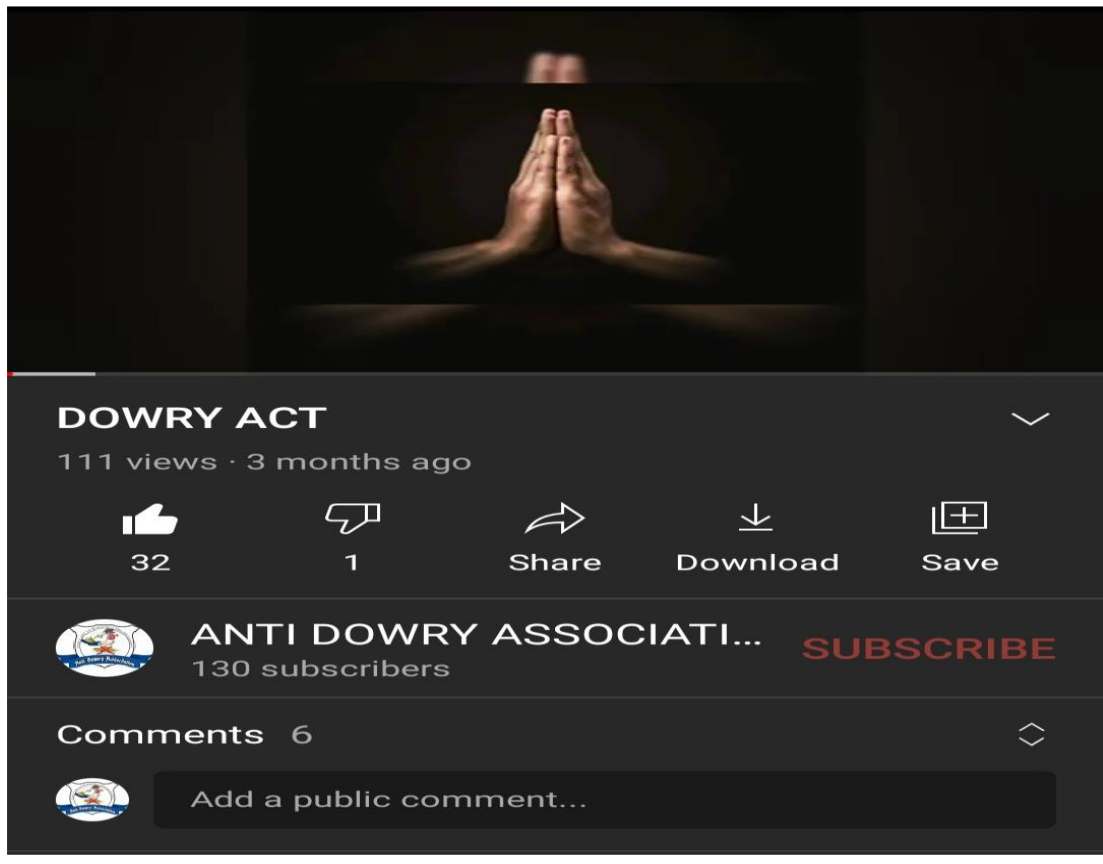 DOWRY ACT
111 views · 3 months ago
32
1
Share
Download
Save
ANTI DOWRY ASSOCIATI...
SUBSCRIBE
130 subscribers
Comments 6
Add a public comment...